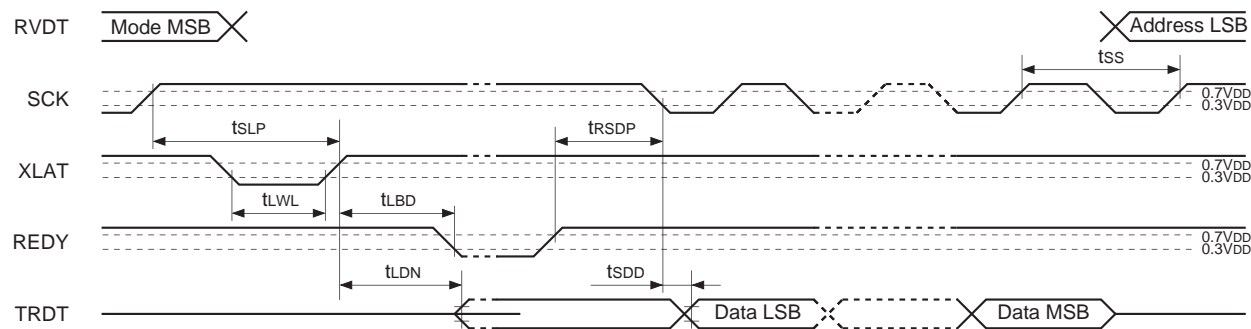 RVDT Mode MSB Address LSB
tSS
SCK 0.7VDD
0.3VDD
tSLP tRSDP
XLAT 0.7VDD
0.3VDD
tLWL tLBD
REDY 0.7VDD
0.3VDD
tLDN tSDD
TRDT Data LSB Data MSB